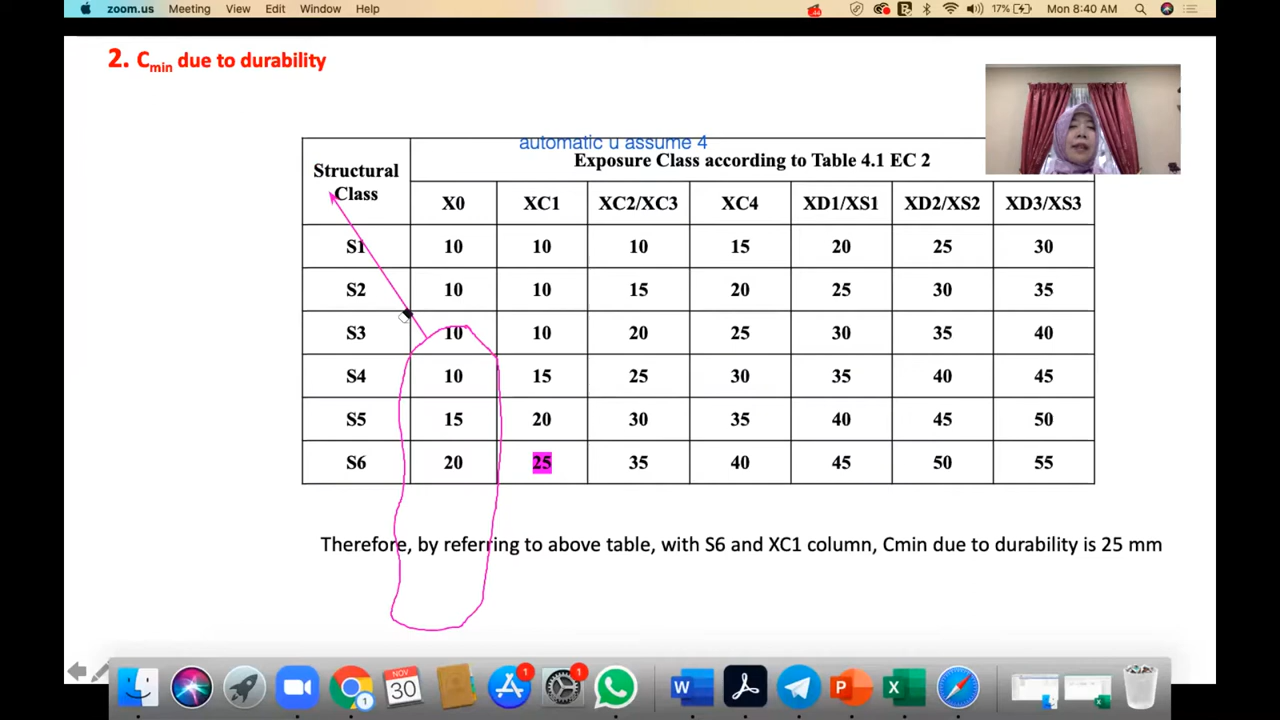 zoom.us Meeting View Edit Window Help 17% Mon 8:40 AM
2. Cmin due to durability
automatic u assume 4
Structural Class Exposure Class according to Table 4.1 EC 2
X0 XC1 XC2/XC3 XC4 XD1/XS1 XD2/XS2 XD3/XS3
S1 10 10 10 15 20 25 30
S2 10 10 15 20 25 30 35
S3 10 10 20 25 30 35 40
S4 10 15 25 30 35 40 45
S5 15 20 30 35 40 45 50
S6 20 25 35 40 45 50 55
Therefore, by referring to above table, with S6 and XC1 column, Cmin due to durability is 25 mm
1 NOV 30 1 1 W P X